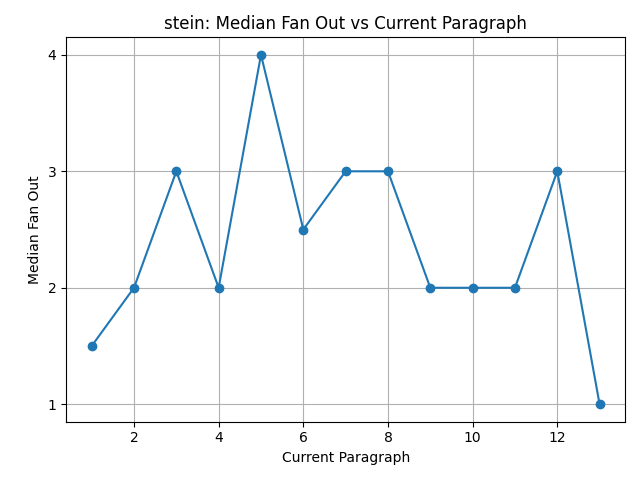 stein: Median Fan Out vs Current Paragraph
4
3
2
1
Median Fan Out
2 4 6 8 10 12
Current Paragraph